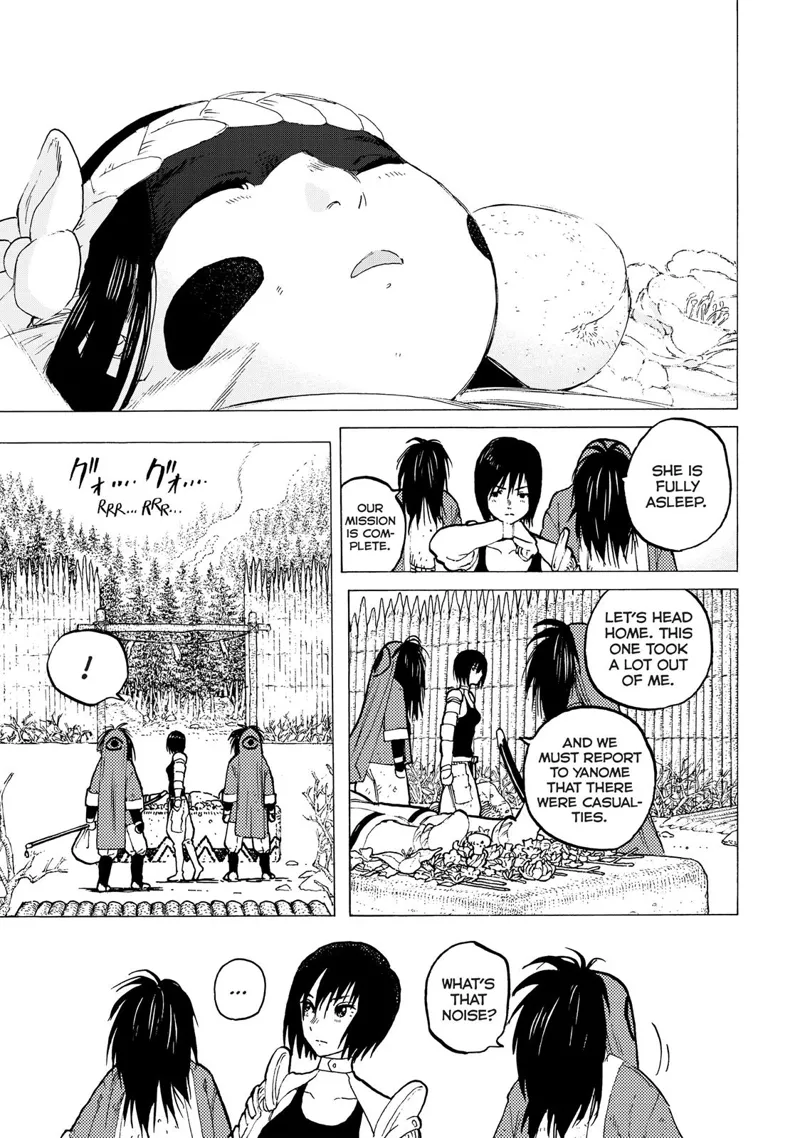 SHE IS
FULLY
ASLEEP.
OUR
MISSION
IS COM-
PLETE.
LET'S HEAD
HOME. THIS
ONE TOOK
A LOT OUT
OF ME.
AND WE
MUST REPORT
TO YANOME
THAT THERE
WERE CASUAL-
TIES.
グォ…. グォ….
RRR... RRR...
!
WHAT'S
THAT
NOISE?
...